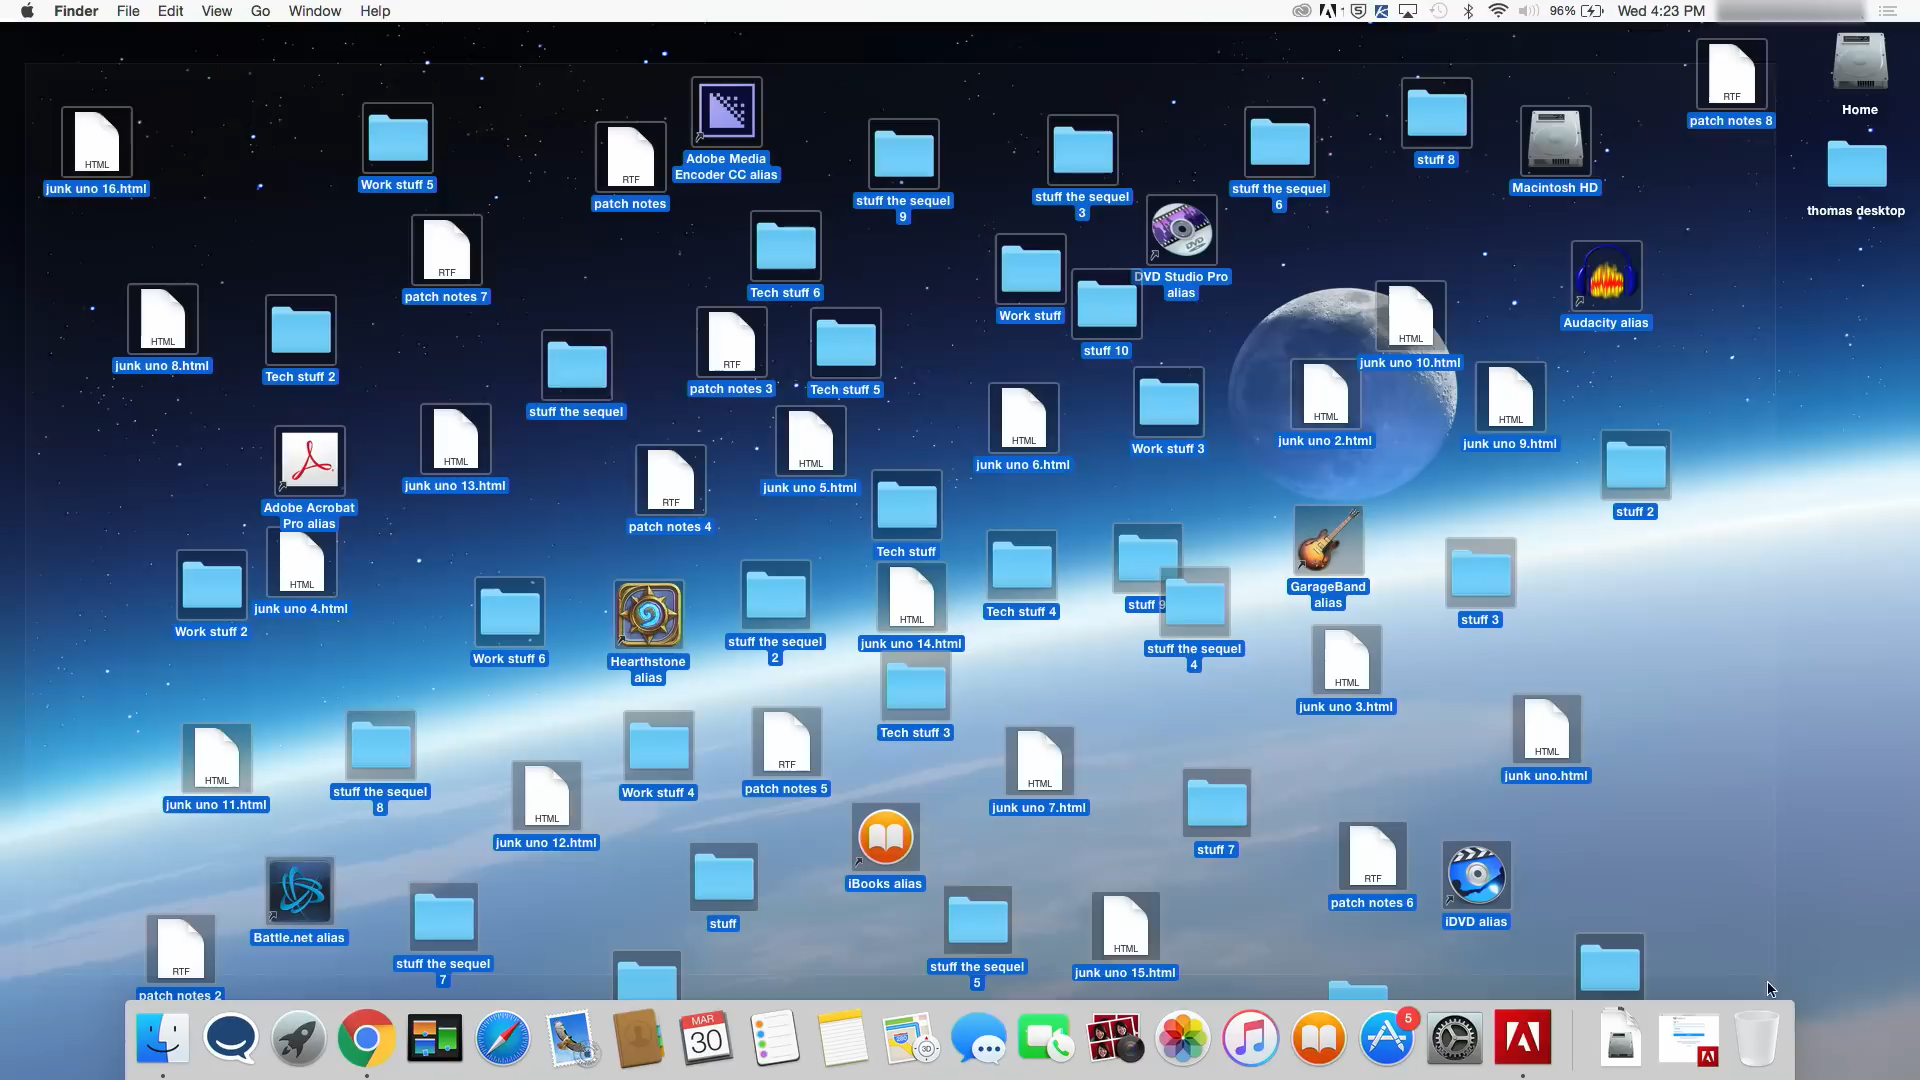 Finder File Edit View Go Window Help
96% Wed 4:23 PM
RTF
patch notes 8
Home
thomas desktop
HTML
junk uno 16.html
Work stuff 5
RTF
patch notes
Adobe Media
Encoder CC alias
stuff the sequel
9
stuff the sequel
3
stuff the sequel
6
stuff 8
Macintosh HD
RTF
patch notes 7
Tech stuff 6
Work stuff
DVD
DVD Studio Pro
alias
stuff 10
HTML
junk uno 10.html
Audacity alias
HTML
junk uno 8.html
Tech stuff 2
stuff the sequel
RTF
patch notes 3
Tech stuff 5
HTML
junk uno 6.html
Work stuff 3
HTML
junk uno 2.html
HTML
junk uno 9.html
stuff 2
Adobe Acrobat
Pro alias
HTML
junk uno 13.html
RTF
patch notes 4
HTML
junk uno 5.html
Tech stuff
Work stuff 2
HTML
junk uno 4.html
Work stuff 6
Hearthstone
alias
stuff the sequel
2
HTML
junk uno 14.html
Tech stuff 4
stuff 9
stuff the sequel
4
GarageBand
alias
stuff 3
Tech stuff 3
HTML
junk uno 3.html
HTML
junk uno 11.html
stuff the sequel
8
HTML
junk uno 12.html
Work stuff 4
RTF
patch notes 5
HTML
junk uno 7.html
stuff 7
HTML
junk uno.html
Battle.net alias
stuff the sequel
7
stuff
iBooks alias
stuff the sequel
5
HTML
junk uno 15.html
RTF
patch notes 6
iDVD alias
RTF
patch notes 2
MAR
30
280
3D
5